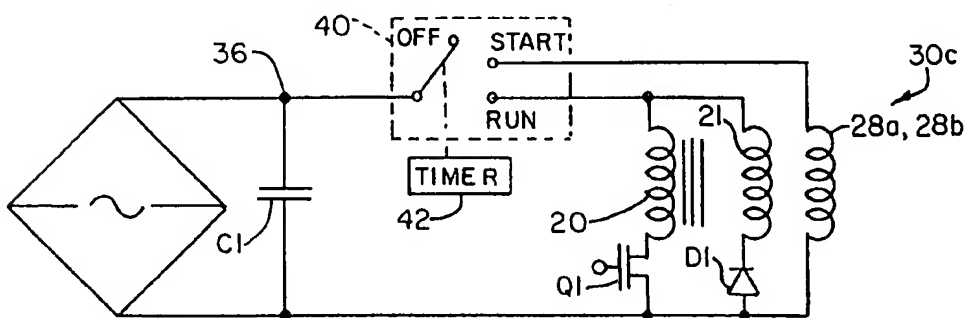 40
OFF
START
36
30c
RUN
21
28a, 28b
TIMER
42
20
C1
D1
Q1